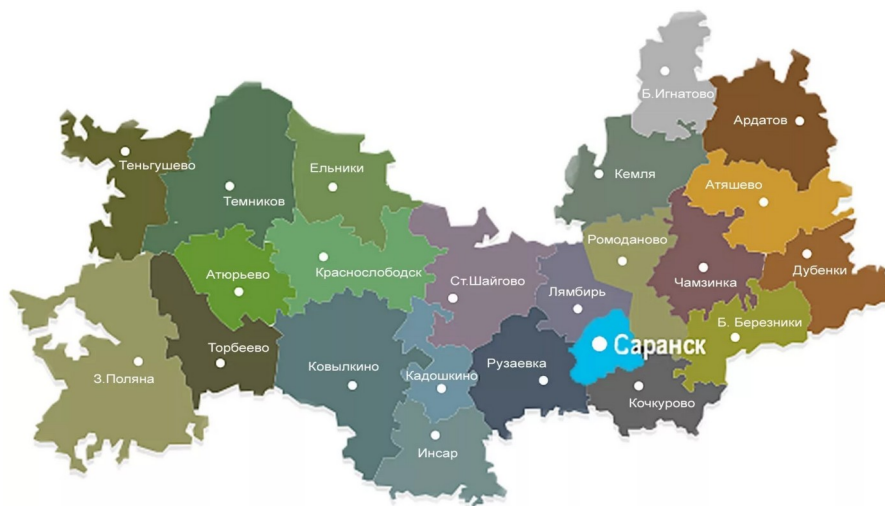 Б.Игнатово
Ардатов
Теньгушево
Ельники
Кемля
Атяшево
Темников
Ромоданово
Атюрьево
Краснослободск
Ст.Шайгово
Чамзинка
Дубенки
Лямбирь
Б. Березники
Саранск
Торбеево
Ковылкино
Кадошкино
Рузаевка
З.Поляна
Кочкурово
Инсар